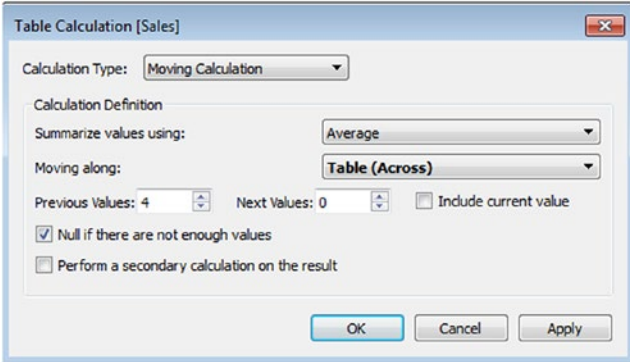 Table Calculation [Sales]
Calculation Type: Moving Calculation
Calculation Definition
Summarize values using: Average
Moving along: Table (Across)
Previous Values: 4 Next Values: 0 Include current value
Null if there are not enough values
Perform a secondary calculation on the result
OK Cancel Apply